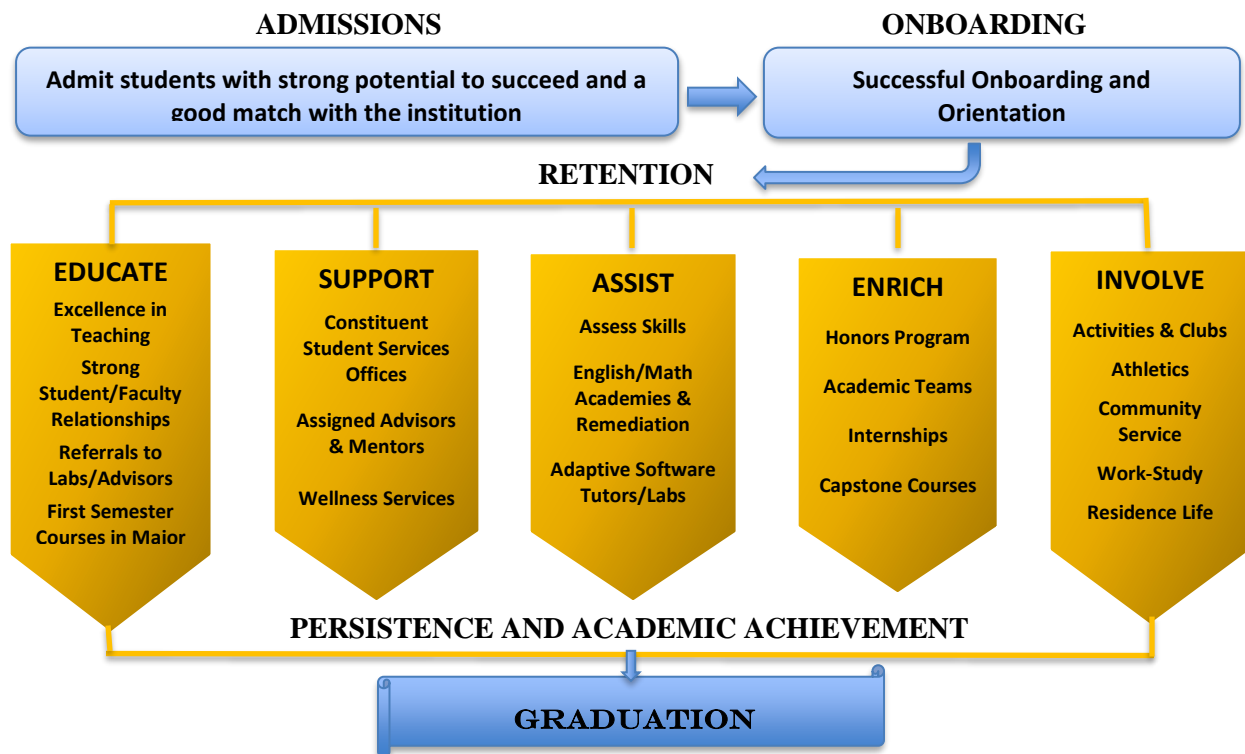 ADMISSIONS
ONBOARDING
Admit students with strong potential to succeed and a
good match with the institution
Successful Onboarding and
Orientation
RETENTION
EDUCATE
Excellence in
Teaching
Strong
Student/Faculty
Relationships
Referrals to
Labs/Advisors
First Semester
Courses in Major
SUPPORT
Constituent
Student Services
Offices
Assigned Advisors
& Mentors
Wellness Services
ASSIST
Assess Skills
English/Math
Academies &
Remediation
Adaptive Software
Tutors/Labs
ENRICH
Honors Program
Academic Teams
Internships
Capstone Courses
INVOLVE
Activities & Clubs
Athletics
Community
Service
Work-Study
Residence Life
PERSISTENCE AND ACADEMIC ACHIEVEMENT
GRADUATION